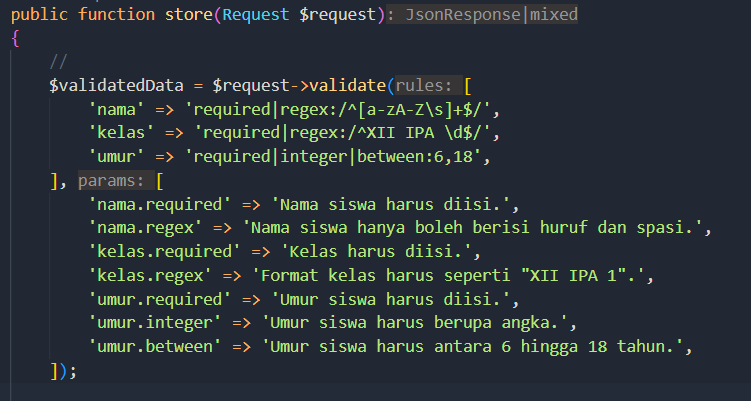 public function store(Request $request): JsonResponse|mixed
{
    //
    $validatedData = $request->validate(rules: [
        'nama' => 'required|regex:/^[a-zA-Z\s]+$/',
        'kelas' => 'required|regex:/^XII IPA \d$/',
        'umur' => 'required|integer|between:6,18',
    ], params: [
        'nama.required' => 'Nama siswa harus diisi.',
        'nama.regex' => 'Nama siswa hanya boleh berisi huruf dan spasi.',
        'kelas.required' => 'Kelas harus diisi.',
        'kelas.regex' => 'Format kelas harus seperti "XII IPA 1".',
        'umur.required' => 'Umur siswa harus diisi.',
        'umur.integer' => 'Umur siswa harus berupa angka.',
        'umur.between' => 'Umur siswa harus antara 6 hingga 18 tahun.',
    ]);